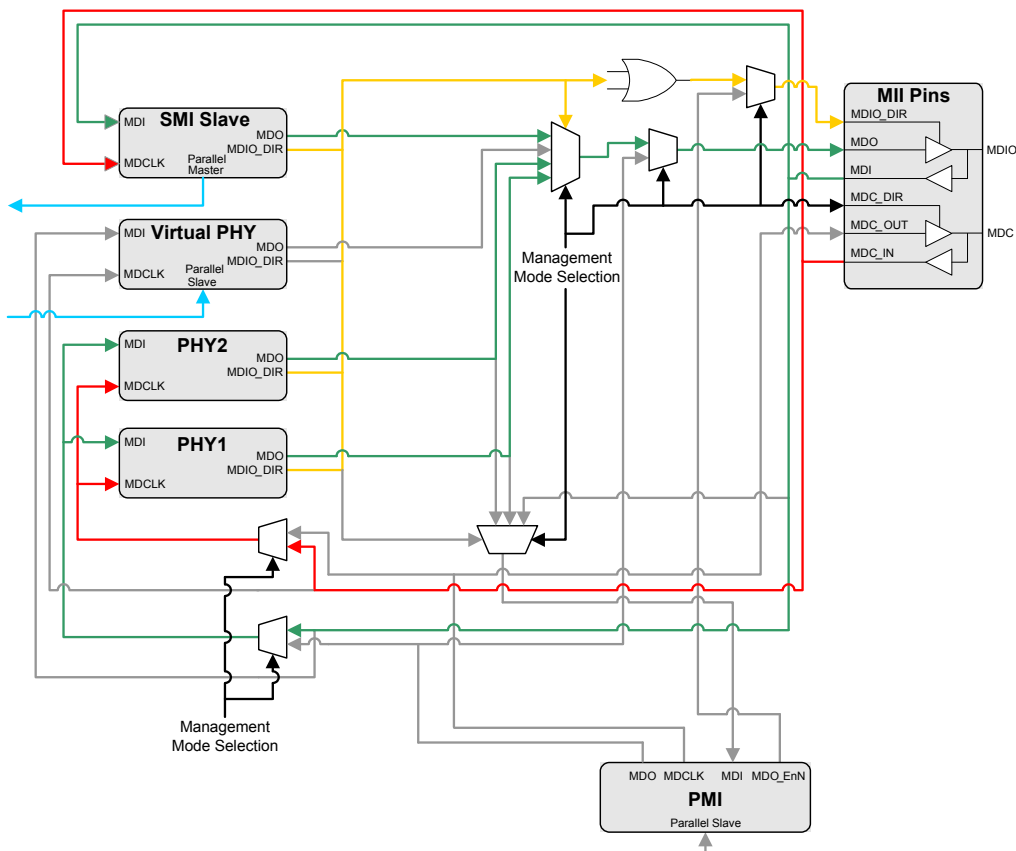 SMI Slave
MDI
MDO
MDIO_DIR
MDCLK
Parallel
Master
Virtual PHY
MDI
MDO
MDIO_DIR
MDCLK
Parallel
Slave
PHY2
MDI
MDO
MDIO_DIR
MDCLK
PHY1
MDI
MDO
MDIO_DIR
MDCLK
Management
Mode Selection
MII Pins
MDIO_DIR
MDO
MDIO
MDI
MDC_DIR
MDC_OUT
MDC
MDC_IN
Management
Mode Selection
MDO MDCLK MDI MDO_EnN
PMI
Parallel Slave